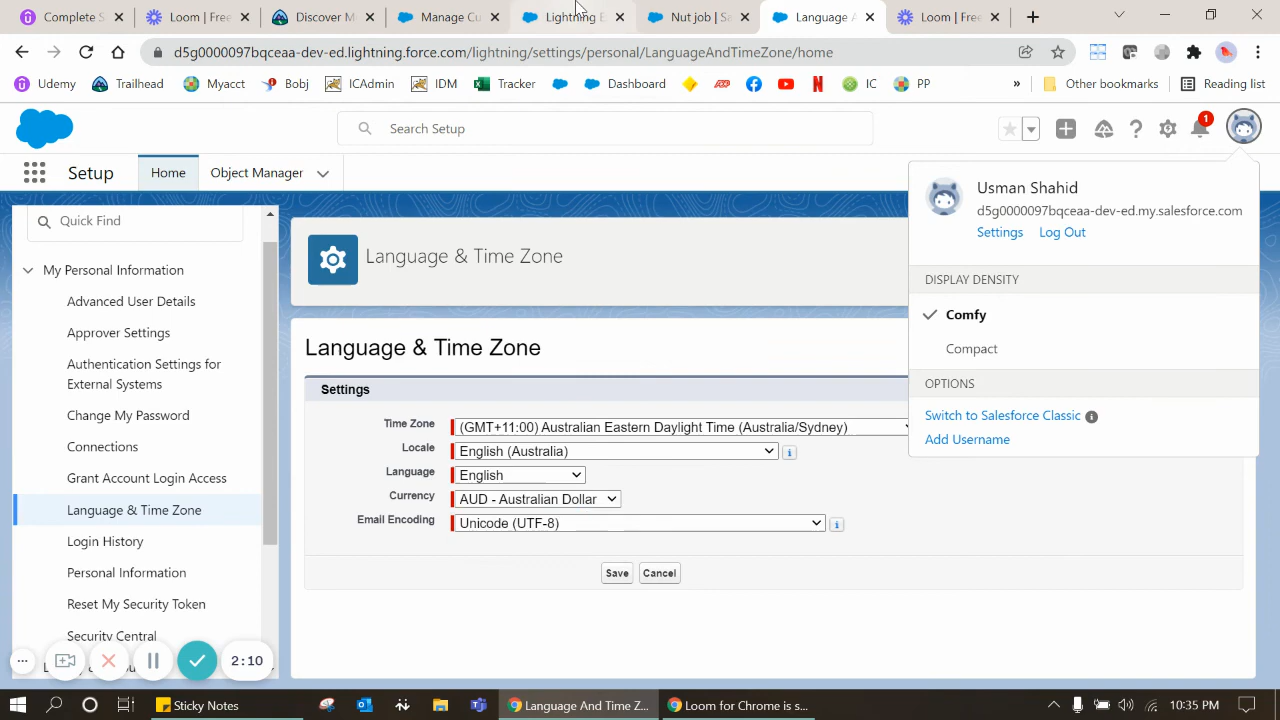 Complete S
Loom | Free
Discover M
Manage Cu
Lightning E
Nut job | Sa
Language A
Loom | Free
d5g0000097bqceaa-dev-ed.lightning.force.com/lightning/settings/personal/LanguageAndTimeZone/home
Udemy
Trailhead
Myacct
Bobj
ICAdmin
IDM
Tracker
Dashboard
IC
PP
»
Other bookmarks
Reading list
Search Setup
1
Setup
Home
Object Manager
Usman Shahid
d5g0000097bqceaa-dev-ed.my.salesforce.com
Settings
Log Out
DISPLAY DENSITY
Comfy
Compact
OPTIONS
Switch to Salesforce Classic
Add Username
Quick Find
My Personal Information
Advanced User Details
Approver Settings
Authentication Settings for
External Systems
Change My Password
Connections
Grant Account Login Access
Language & Time Zone
Login History
Personal Information
Reset My Security Token
Security Central
Language & Time Zone
Language & Time Zone
Settings
Time Zone (GMT+11:00) Australian Eastern Daylight Time (Australia/Sydney)
Locale English (Australia)
Language English
Currency AUD - Australian Dollar
Email Encoding Unicode (UTF-8)
Save
Cancel
2:10
Sticky Notes
Language And Time Z...
Loom for Chrome is s...
10:35 PM